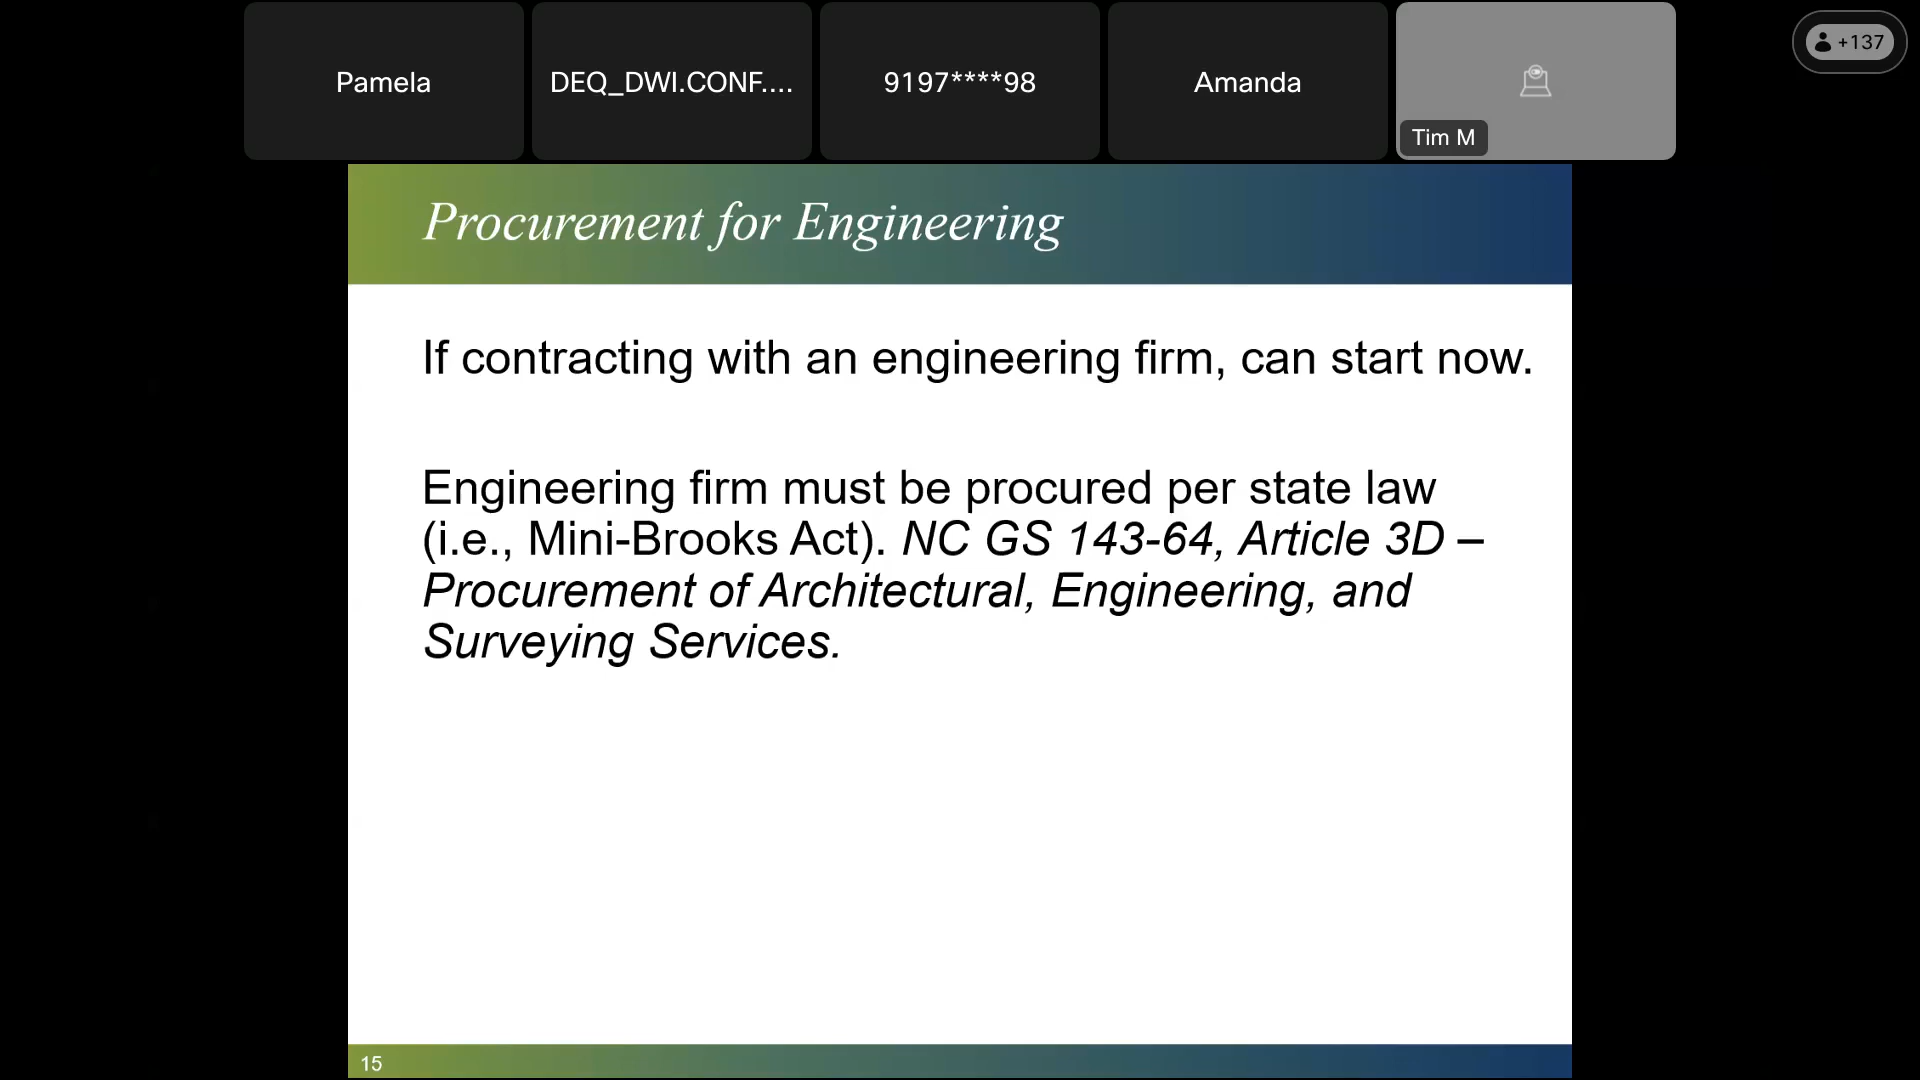 Pamela
DEQ_DWI.CONF....
9197****98
Amanda
Tim M
+137
Procurement for Engineering
If contracting with an engineering firm, can start now.
Engineering firm must be procured per state law
(i.e., Mini-Brooks Act). NC GS 143-64, Article 3D –
Procurement of Architectural, Engineering, and
Surveying Services.
15